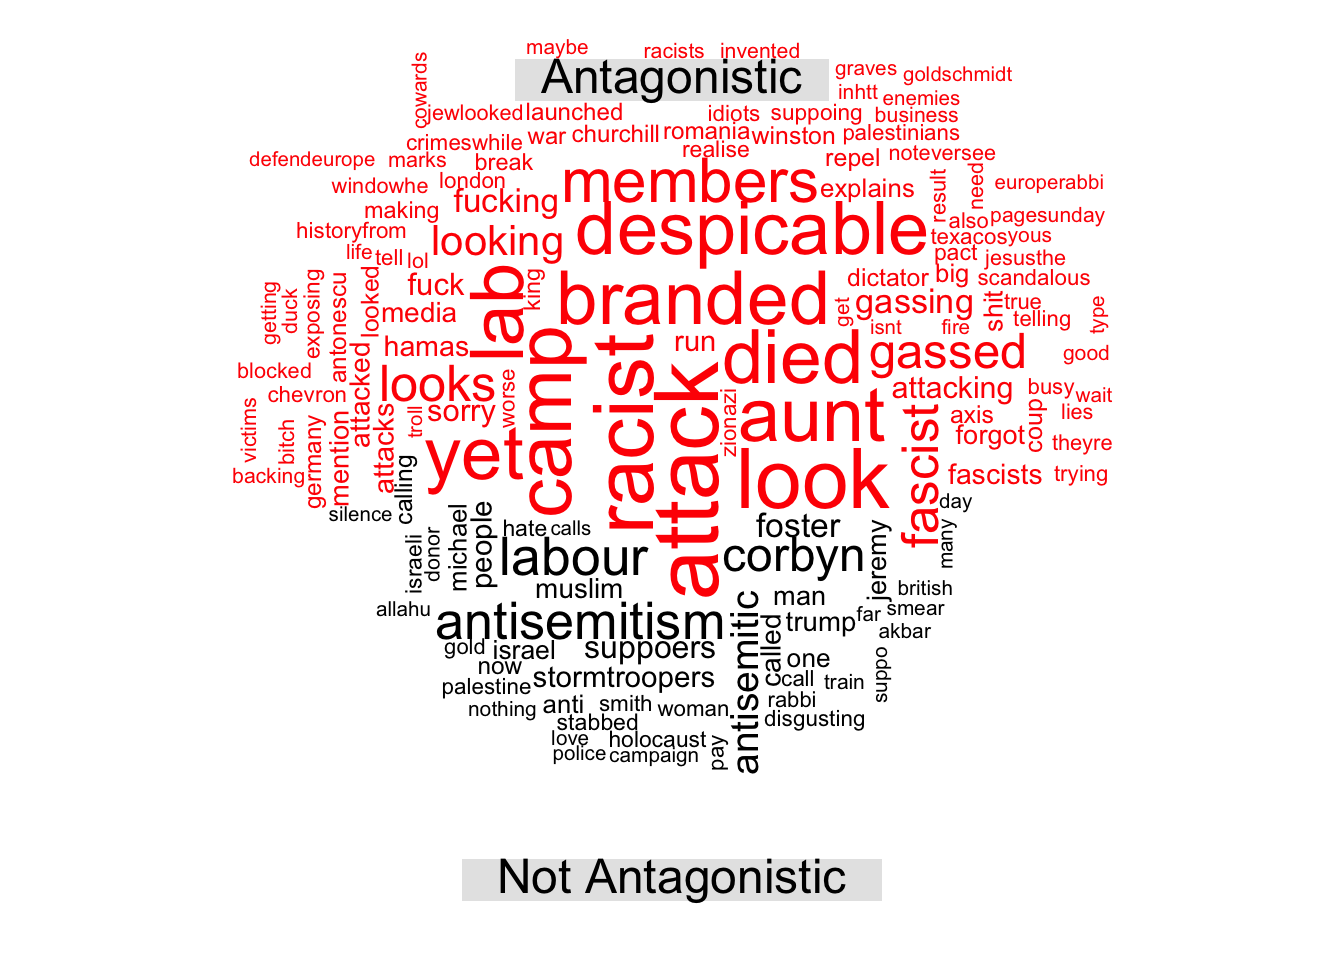 maybe racists invented
Antagonistic
graves goldschmidt
cowards
inhtt enemies
jewlooked launched idiots suppoing business
crimeswhile war churchill romania winston palestinians
realise
defendeurope marks break repel noteversee
windowhe london members explains result need europerabbi
making fucking also pagesunday
historyfrom looking despicable texacosyous
life tell lol pact jesusthe
getting duck exposing antonescu looked fuck lab king branded dictator big scandalous
media get gassing shit true type
isnt fire telling
hamas run died gassed good
blocked attacked looks worse attacking busy wait
chevron camp racist attack aunt
victims bitch germany mention attacks troll sorry zionazi fascist axis coup lies
yet forgot theyre
backing look fascists trying
silence calling day
israeli donor michael people hate calls foster jeremy many
labour corbyn
muslim man british
allahu antisemitism antisemitic called trump far smear
akbar
gold israel suppoers one suppo
now
palestine stormtroopers call train
nothing anti smith woman rabbi
stabbed disgusting
love holocaust pay
police campaign
Not Antagonistic